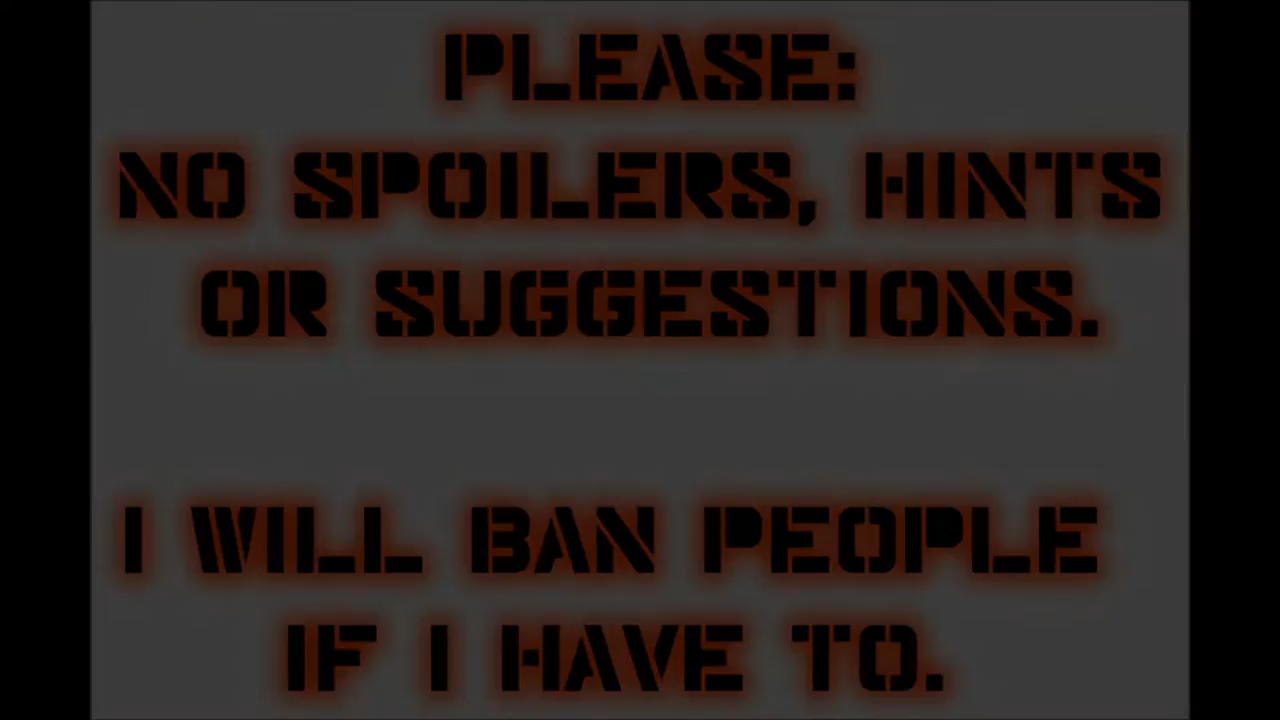 PLEASE:
NO SPOILERS, HINTS
OR SUGGESTIONS.
I WILL BAN PEOPLE
IF I HAVE TO.